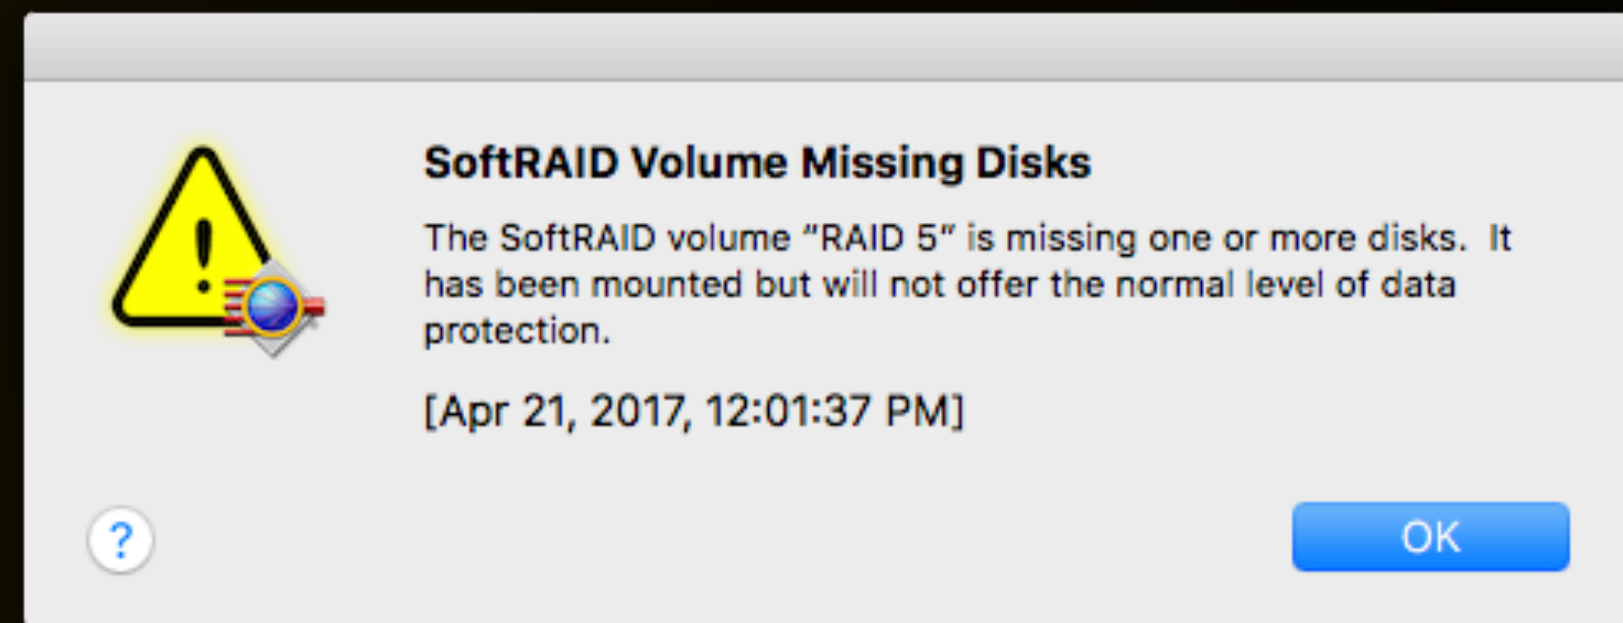 SoftRAID Volume Missing Disks
The SoftRAID volume “RAID 5” is missing one or more disks.  It
has been mounted but will not offer the normal level of data
protection.
[Apr 21, 2017, 12:01:37 PM]
?
OK